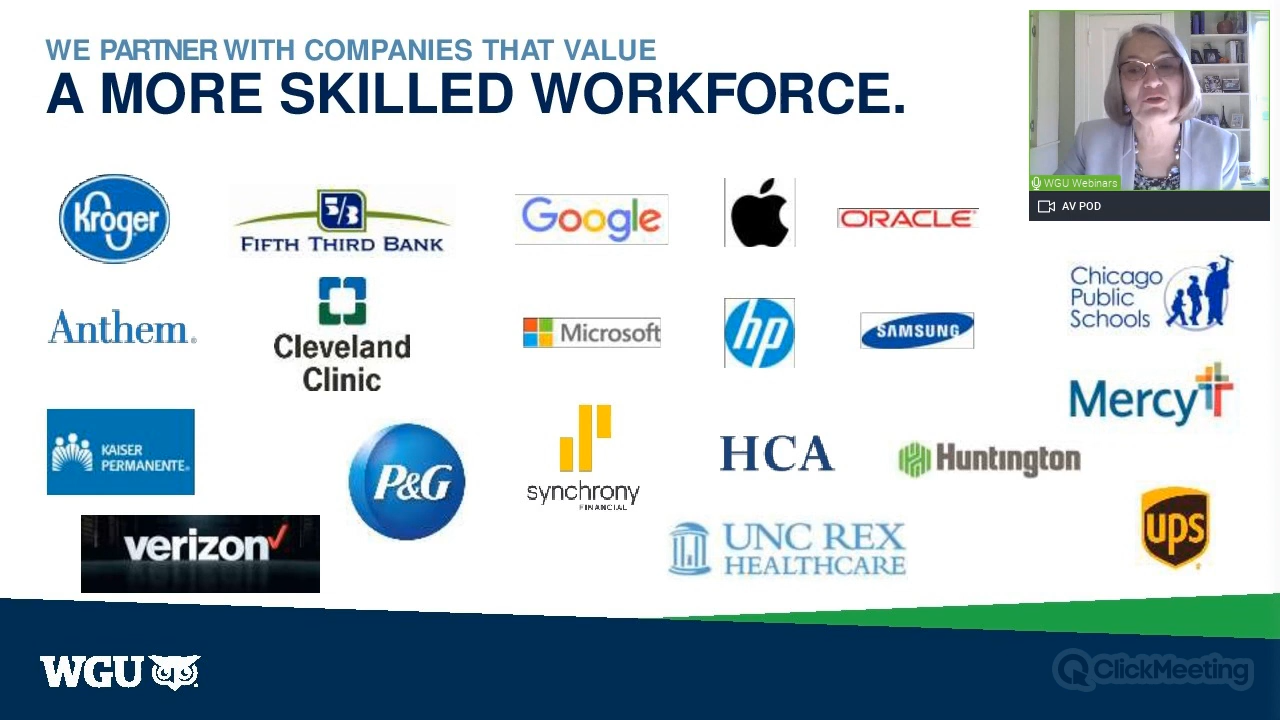 WE PARTNER WITH COMPANIES THAT VALUE
A MORE SKILLED WORKFORCE.
WGU Webinars
AV POD
Kroger
5/3
FIFTH THIRD BANK
Google
ORACLE®
Chicago
Public
Schools
Anthem®
Cleveland
Clinic
Microsoft
hp
SAMSUNG
Mercy
KAISER
PERMANENTE®
P&G
synchrony
FINANCIAL
HCA
Huntington
verizon
UNC REX
HEALTHCARE
ups
WGU
ClickMeeting